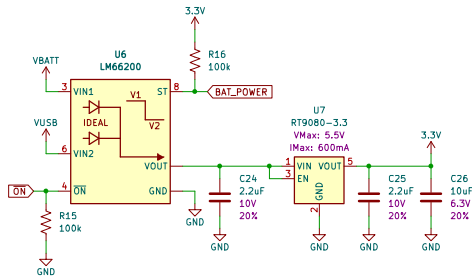 3.3V
R16
100k
U6
LM66200
VBATT
3
VIN1
ST
8
BAT_POWER
V1
V2
IDEAL
VUSB
6
VIN2
VOUT
ON
4
ON
GND
R15
100k
GND
GND
C24
2.2uF
10V
20%
GND
U7
RT9080-3.3
VMax: 5.5V
IMax: 600mA
1
VIN
VOUT
5
3
EN
GND
2
GND
3.3V
C25
2.2uF
10V
20%
GND
C26
10uF
6.3V
20%
GND